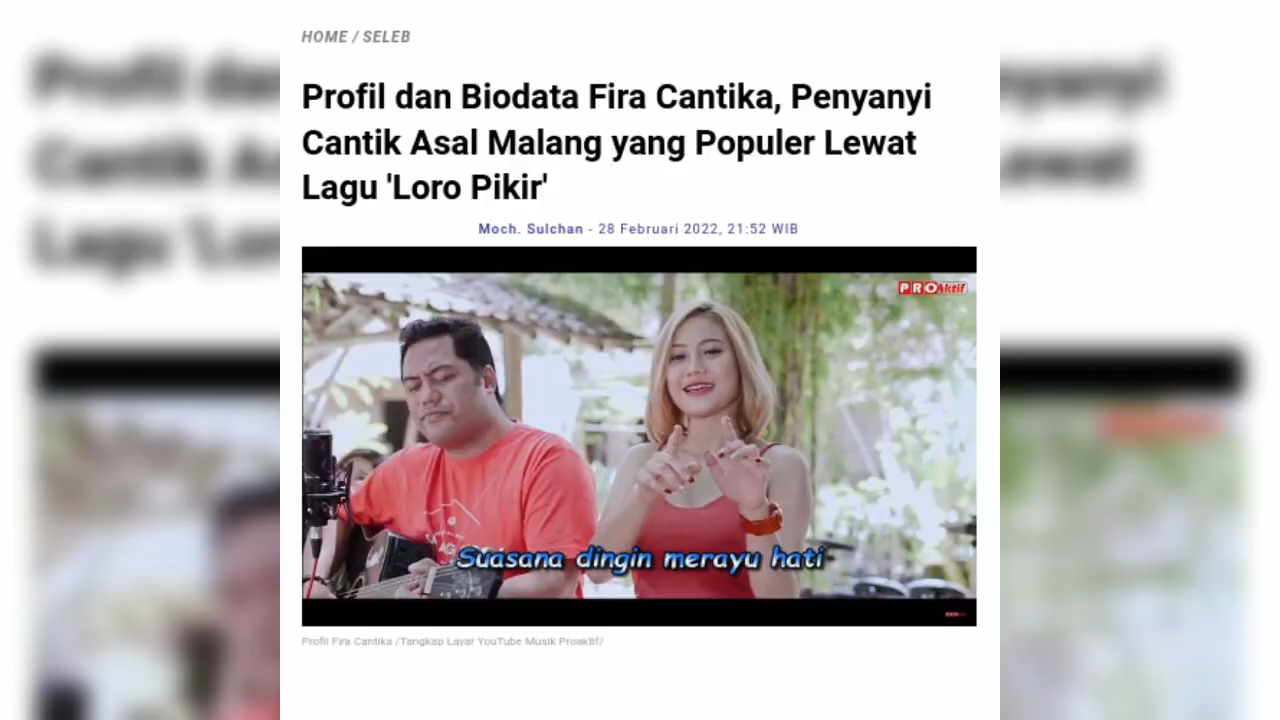 HOME / SELEB
Profil dan Biodata Fira Cantika, Penyanyi
Cantik Asal Malang yang Populer Lewat
Lagu 'Loro Pikir'
Moch. Sulchan - 28 Februari 2022, 21:52 WIB
PROAktif
Suasana dingin merayu hati
Profil Fira Cantika /Tangkap Layar YouTube Musik Proaktif/